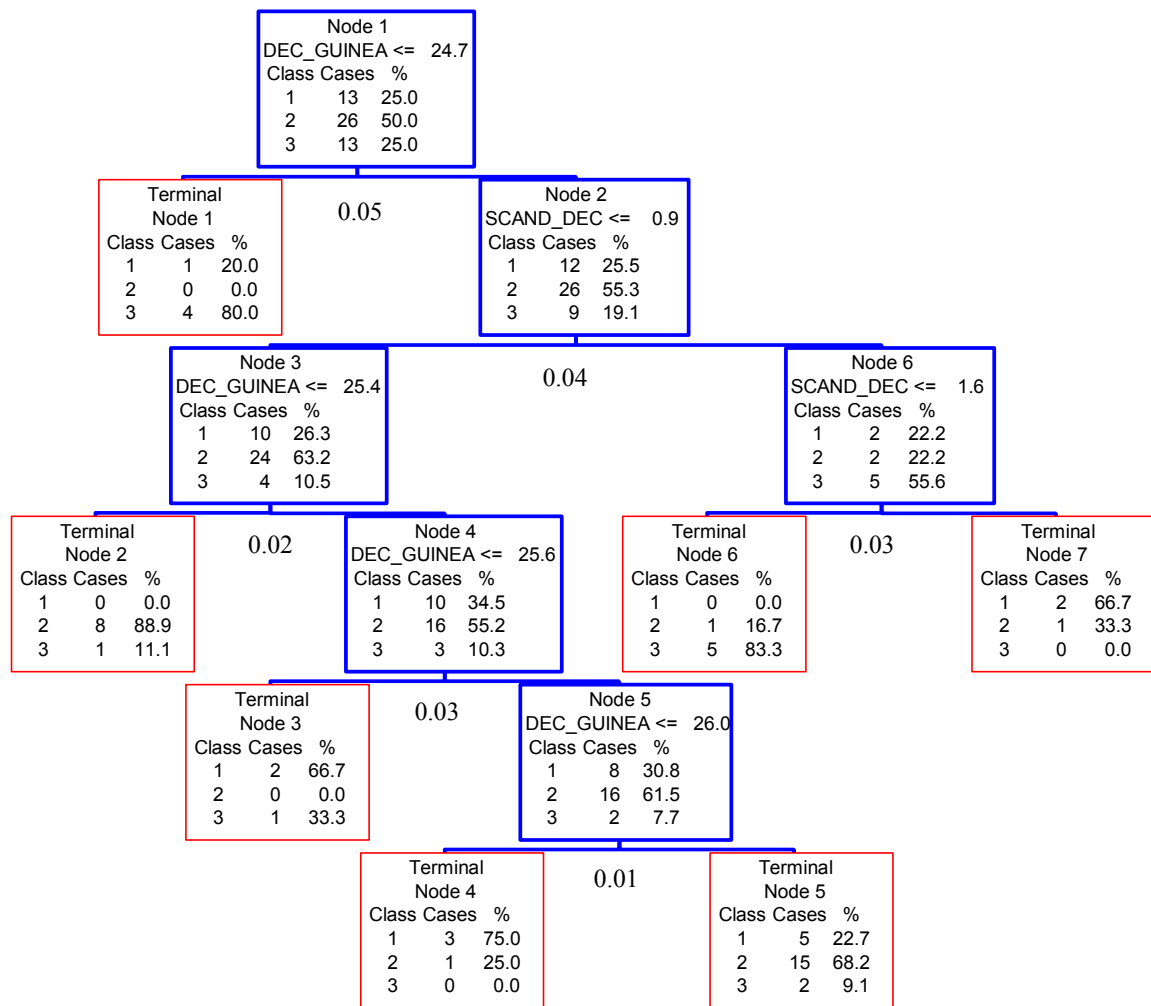 Node 1
DEC_GUINEA <= 24.7
Class Cases %
1 13 25.0
2 26 50.0
3 13 25.0
Terminal
Node 1
Class Cases %
1 1 20.0
2 0 0.0
3 4 80.0
0.05
Node 2
SCAND_DEC <= 0.9
Class Cases %
1 12 25.5
2 26 55.3
3 9 19.1
Node 3
DEC_GUINEA <= 25.4
Class Cases %
1 10 26.3
2 24 63.2
3 4 10.5
0.04
Node 6
SCAND_DEC <= 1.6
Class Cases %
1 2 22.2
2 2 22.2
3 5 55.6
Terminal
Node 2
Class Cases %
1 0 0.0
2 8 88.9
3 1 11.1
0.02
Node 4
DEC_GUINEA <= 25.6
Class Cases %
1 10 34.5
2 16 55.2
3 3 10.3
Terminal
Node 6
Class Cases %
1 0 0.0
2 1 16.7
3 5 83.3
0.03
Terminal
Node 7
Class Cases %
1 2 66.7
2 1 33.3
3 0 0.0
Terminal
Node 3
Class Cases %
1 2 66.7
2 0 0.0
3 1 33.3
0.03
Node 5
DEC_GUINEA <= 26.0
Class Cases %
1 8 30.8
2 16 61.5
3 2 7.7
Terminal
Node 4
Class Cases %
1 3 75.0
2 1 25.0
3 0 0.0
0.01
Terminal
Node 5
Class Cases %
1 5 22.7
2 15 68.2
3 2 9.1